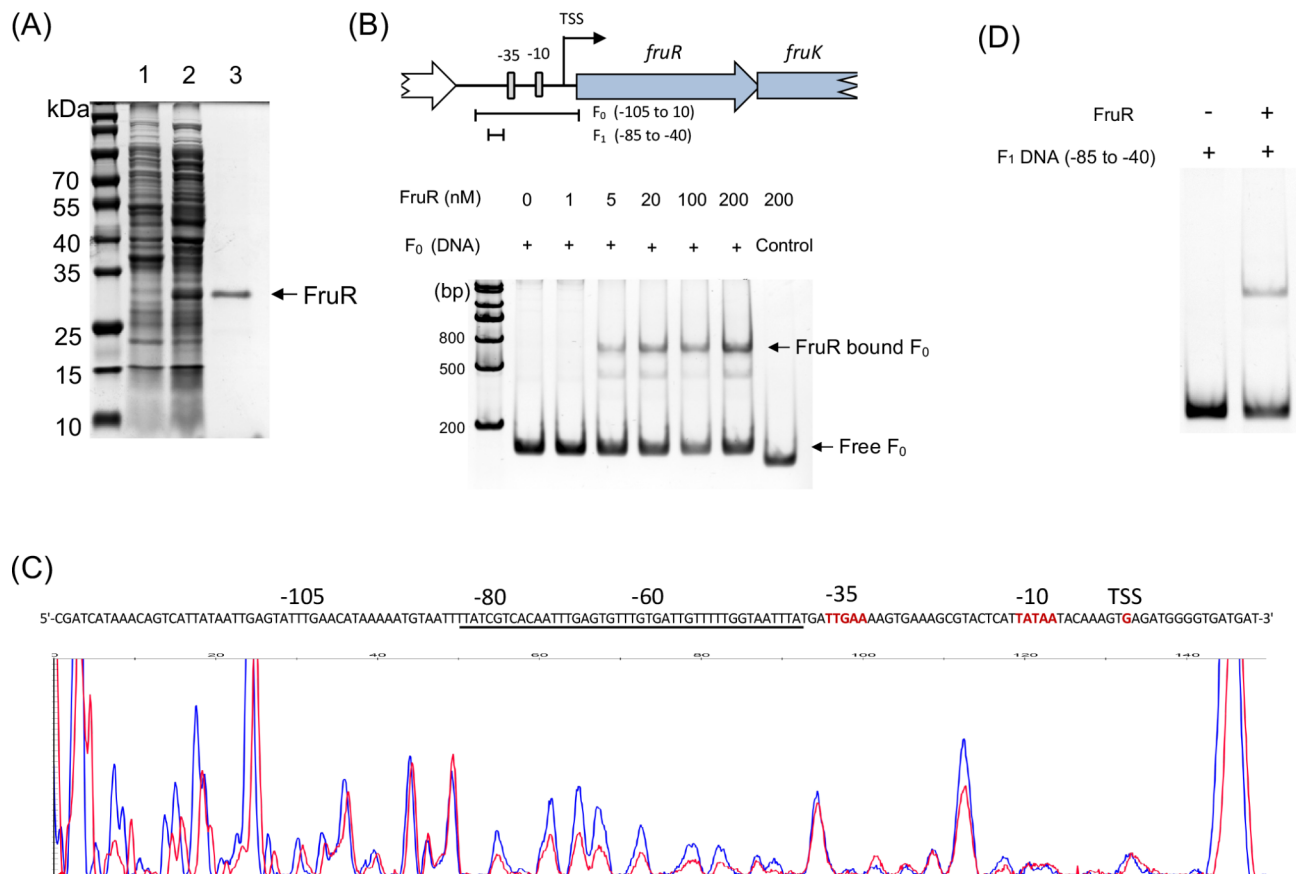 (A)
1 2 3
kDa
70
55
40
35
25
15
10
FruR
(B)
TSS
-35 -10
fruR fruK
F0 (-105 to 10)
F1 (-85 to -40)
FruR (nM) 0 1 5 20 100 200 200
F0 (DNA) + + + + + + Control
(bp)
800
500
200
FruR bound F0
Free F0
(D)
FruR - +
F1 DNA (-85 to -40) + +
(C)
-105 -80 -60 -35 -10 TSS
5'-CGATCATAAACAGTCATTATAATTGAGTATTTGAACATAAAAATGTAATTTTATCGTCACAATTTGAGTGTTTGTGATTGTTTTTGGTAATTTATGATTGAAAAGTGAAAGCGTACTCATTATAATACAAAGTGAGATGGGGTGATGAT-3'
0 20 40 60 80 100 120 140